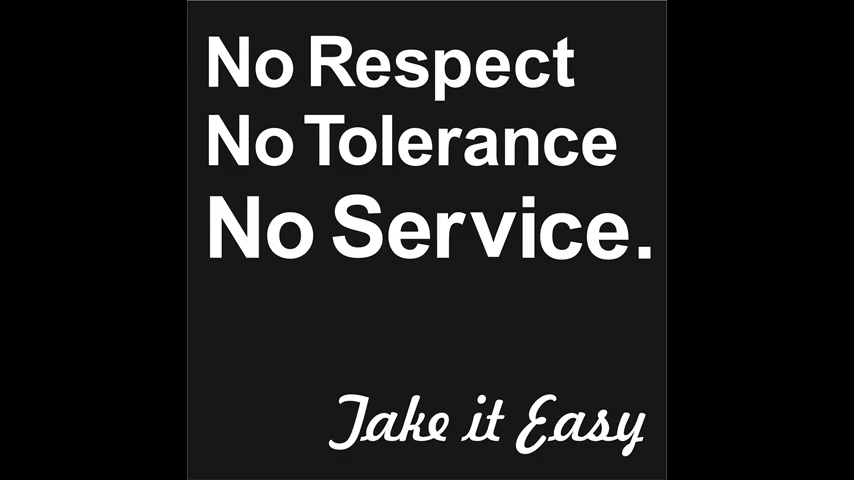 No Respect
No Tolerance
No Service.
Take it Easy